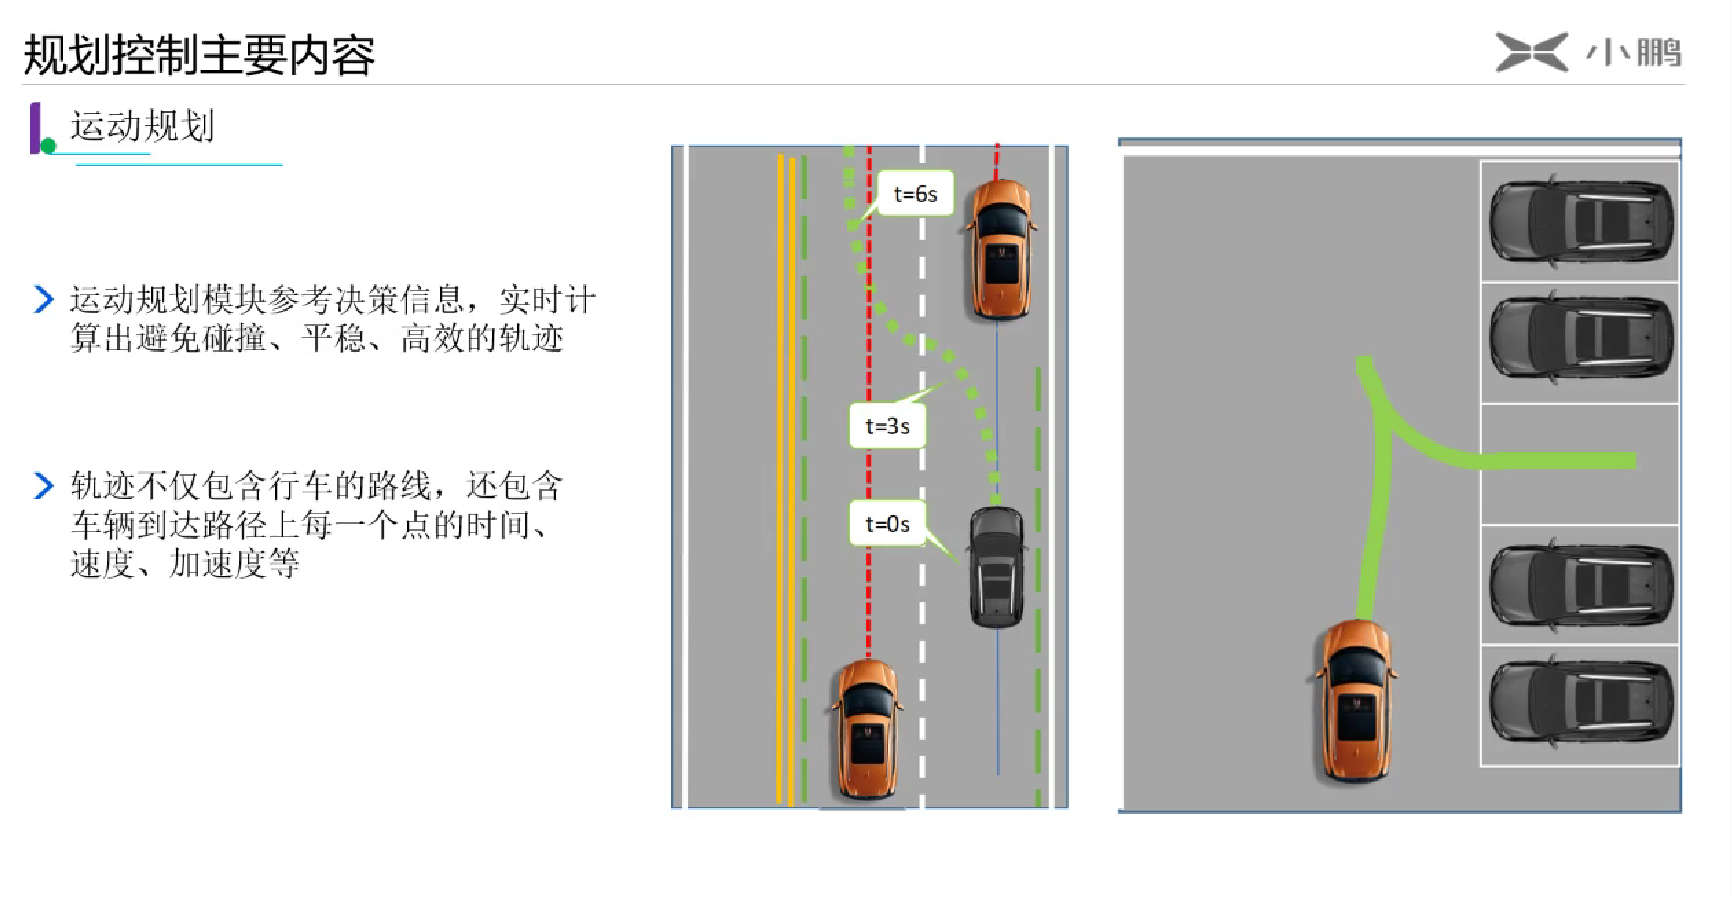 规划控制主要内容
小鹏
运动规划
运动规划模块参考决策信息，实时计
算出避免碰撞、平稳、高效的轨迹
轨迹不仅包含行车的路线，还包含
车辆到达路径上每一个点的时间、
速度、加速度等
t=6s
t=3s
t=0s